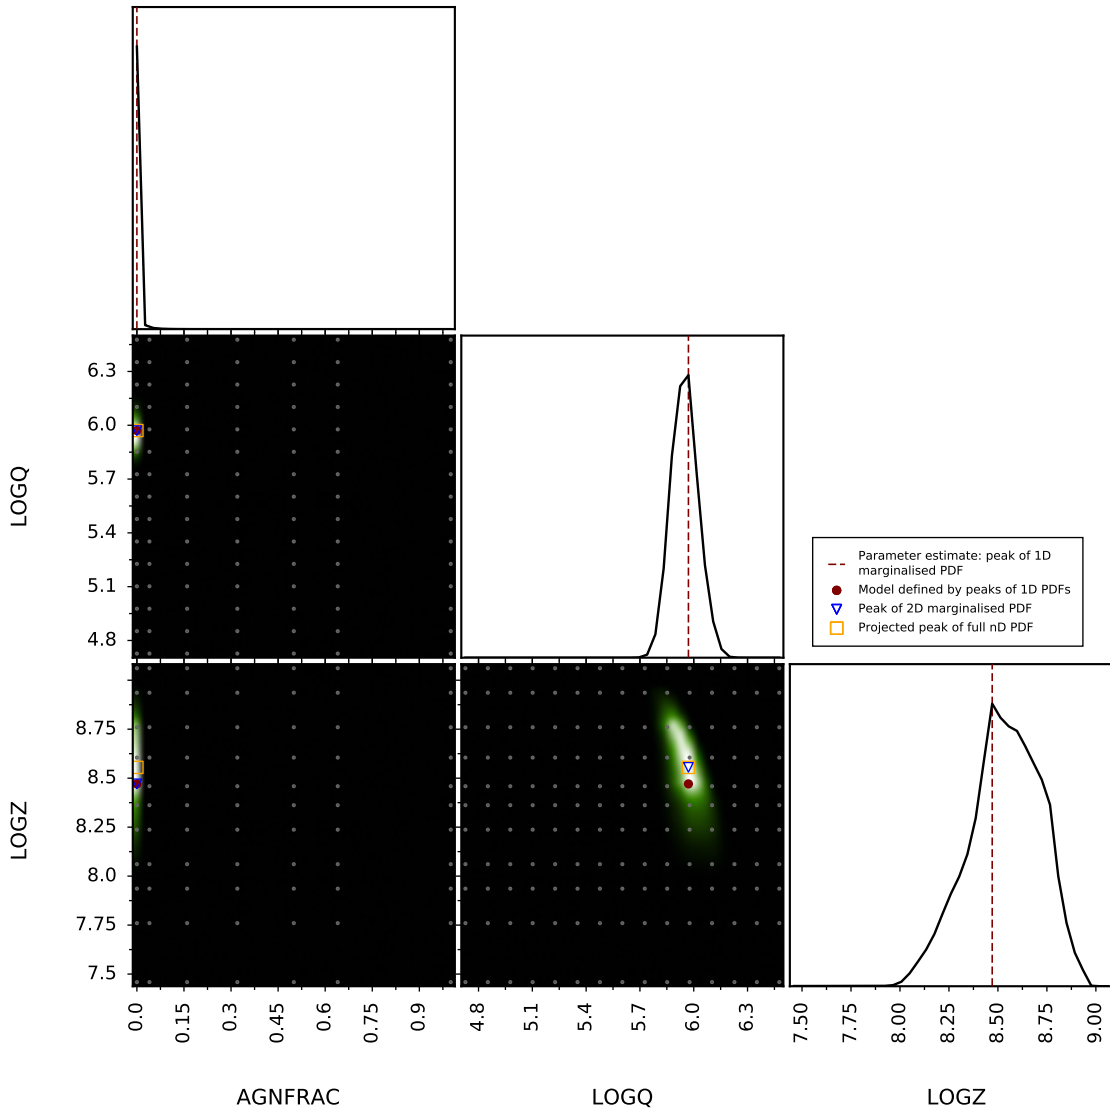 6.3
6.0
5.7
5.4
5.1
4.8
LOGQ
Parameter estimate: peak of 1D
marginalised PDF
Model defined by peaks of 1D PDFs
Peak of 2D marginalised PDF
Projected peak of full nD PDF
8.75
8.5
8.25
8.0
7.75
7.5
LOGZ
0.0 0.15 0.3 0.45 0.6 0.75 0.9
4.8 5.1 5.4 5.7 6.0 6.3
7.50 7.75 8.00 8.25 8.50 8.75 9.00
AGNFRAC LOGQ LOGZ